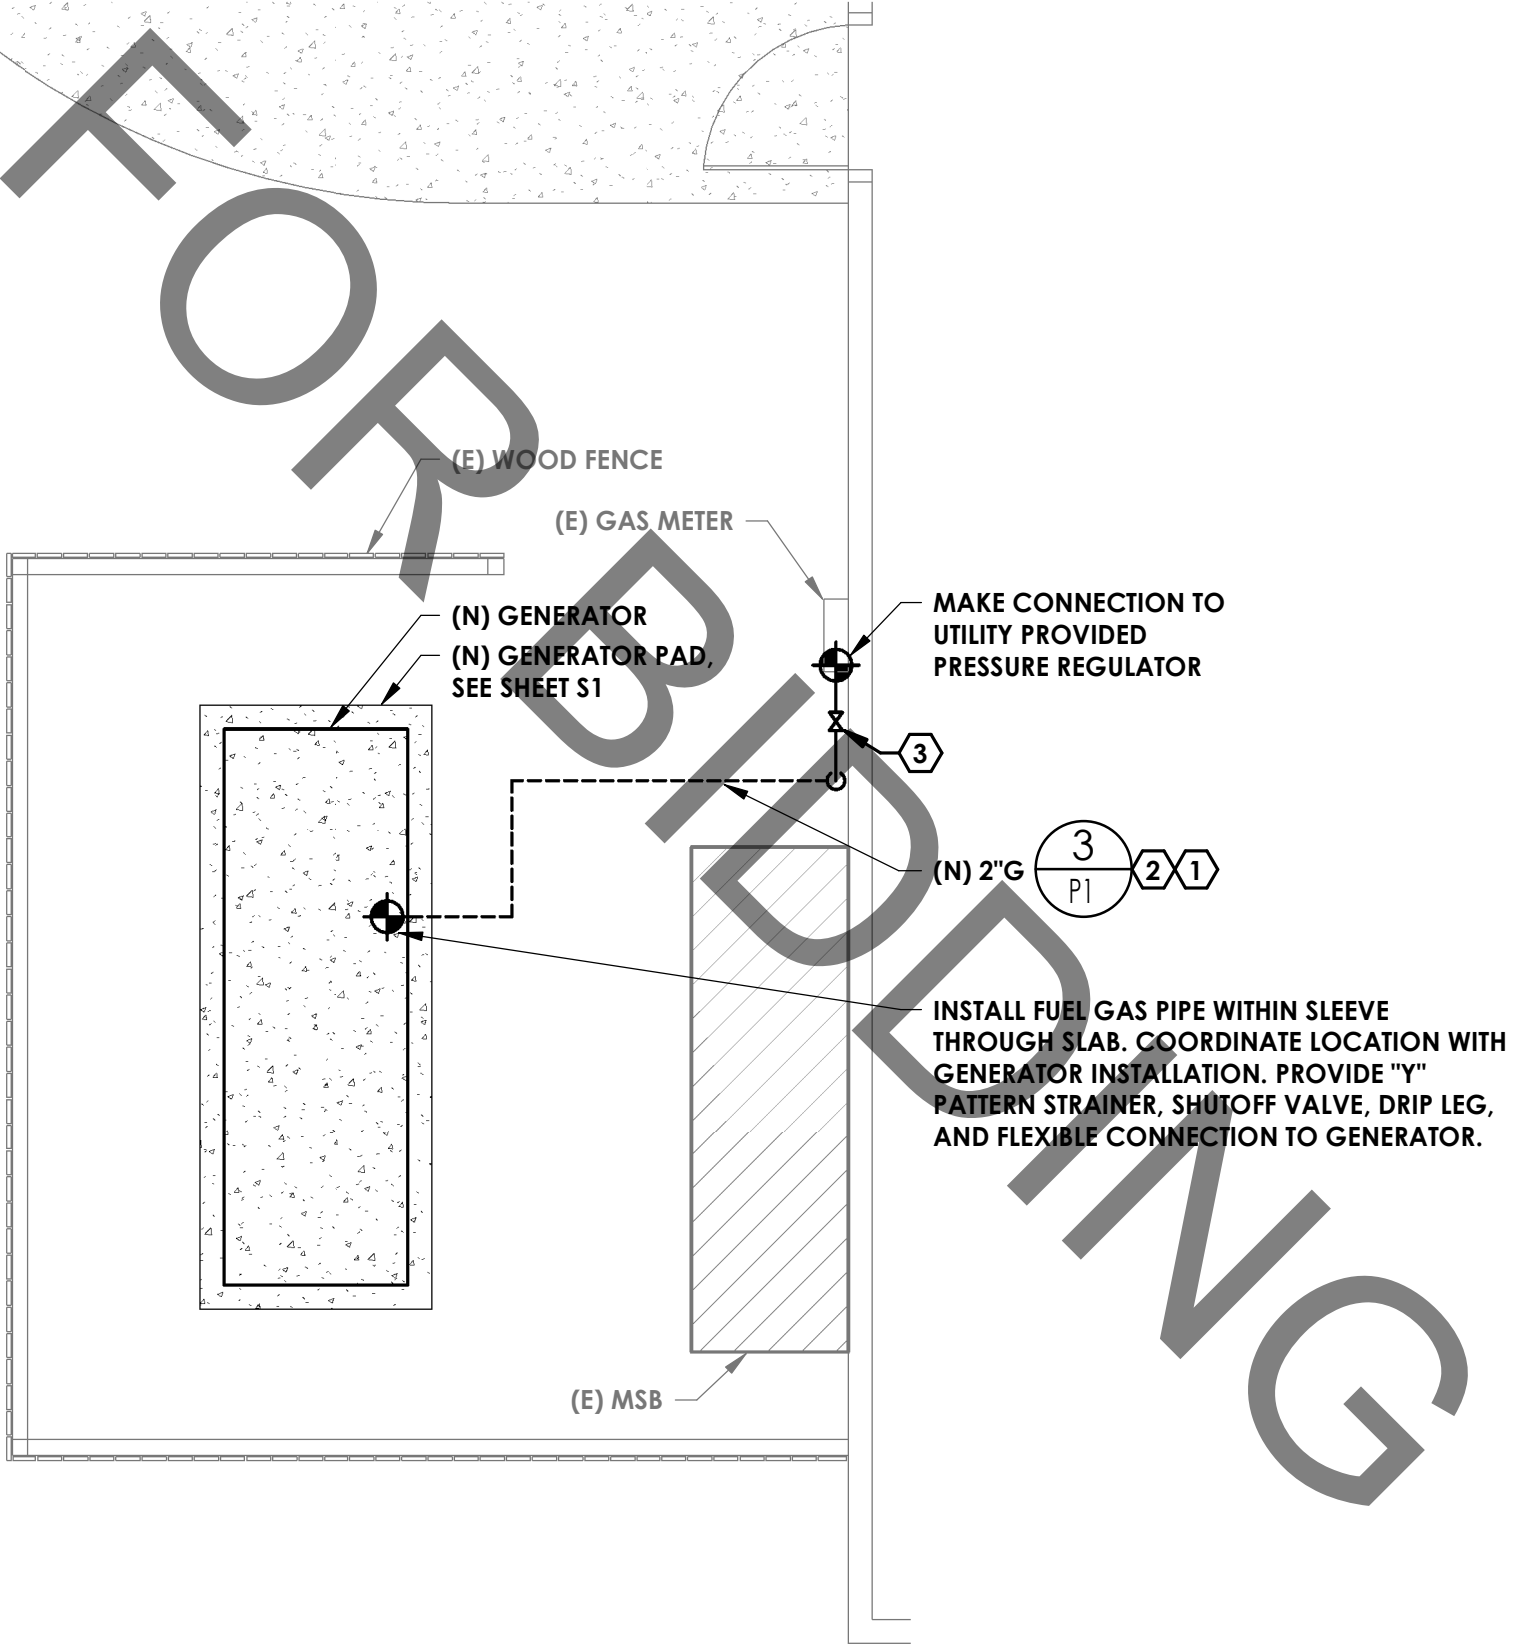 FOR BIDDING
(E) WOOD FENCE
(E) GAS METER
(N) GENERATOR
(N) GENERATOR PAD,
SEE SHEET S1
MAKE CONNECTION TO
UTILITY PROVIDED
PRESSURE REGULATOR
3
(N) 2"G
3
P1
2
1
INSTALL FUEL GAS PIPE WITHIN SLEEVE
THROUGH SLAB. COORDINATE LOCATION WITH
GENERATOR INSTALLATION. PROVIDE "Y"
PATTERN STRAINER, SHUTOFF VALVE, DRIP LEG,
AND FLEXIBLE CONNECTION TO GENERATOR.
(E) MSB